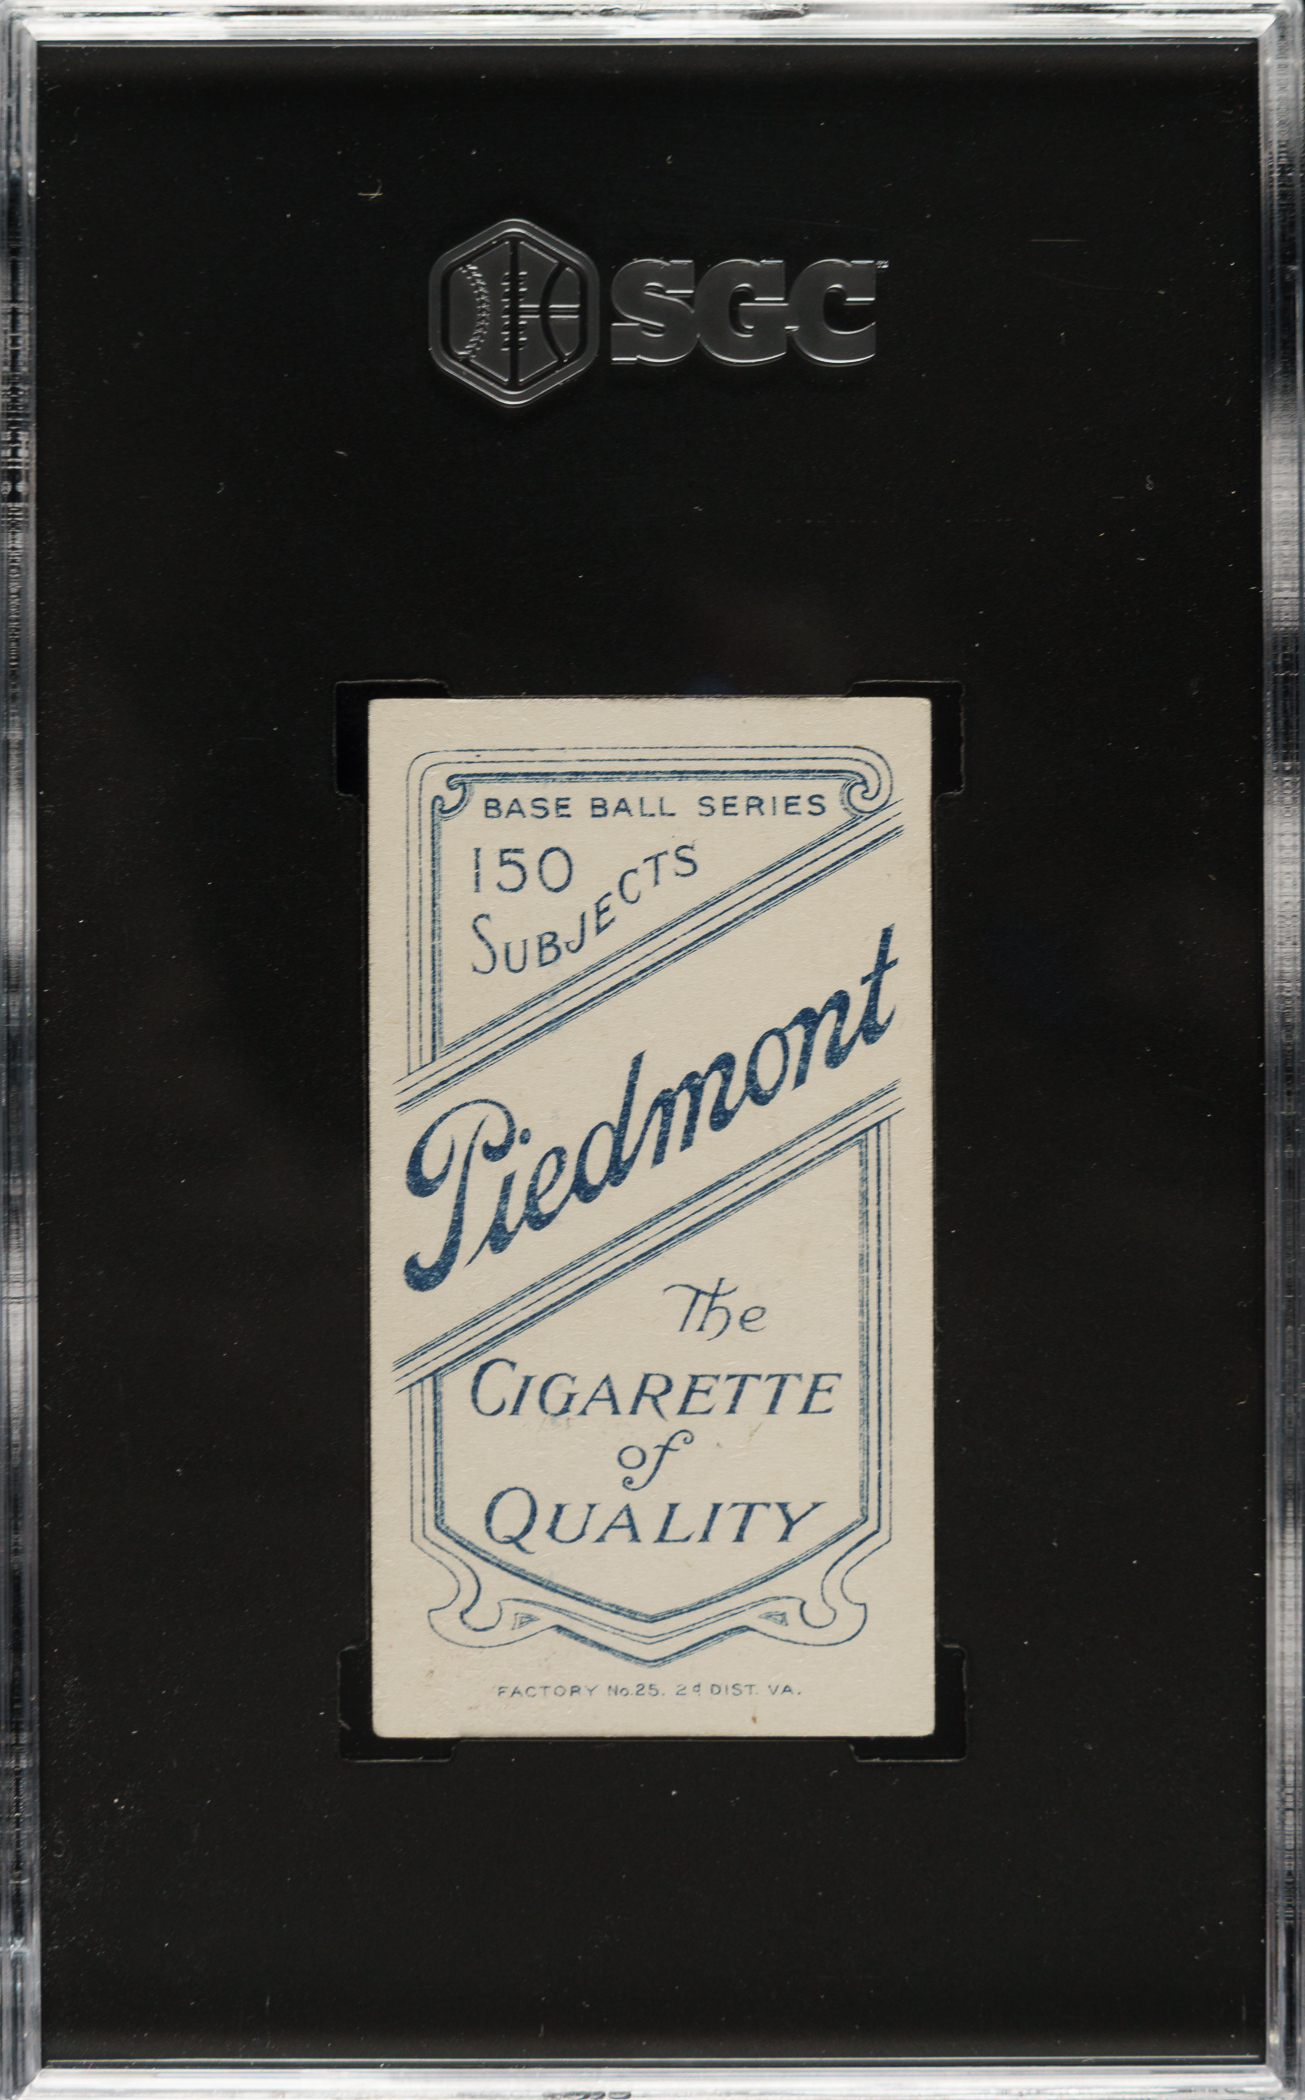 SGC
BASE BALL SERIES
150
SUBJECTS
Piedmont
The
CIGARETTE
of
QUALITY
FACTORY No. 25, 2d DIST. VA.